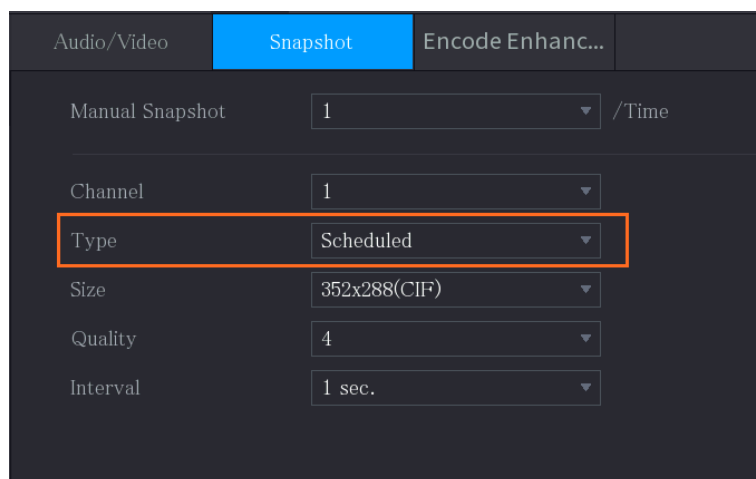 Audio/Video Snapshot Encode Enhanc...
Manual Snapshot 1 /Time
Channel 1
Type Scheduled
Size 352x288(CIF)
Quality 4
Interval 1 sec.